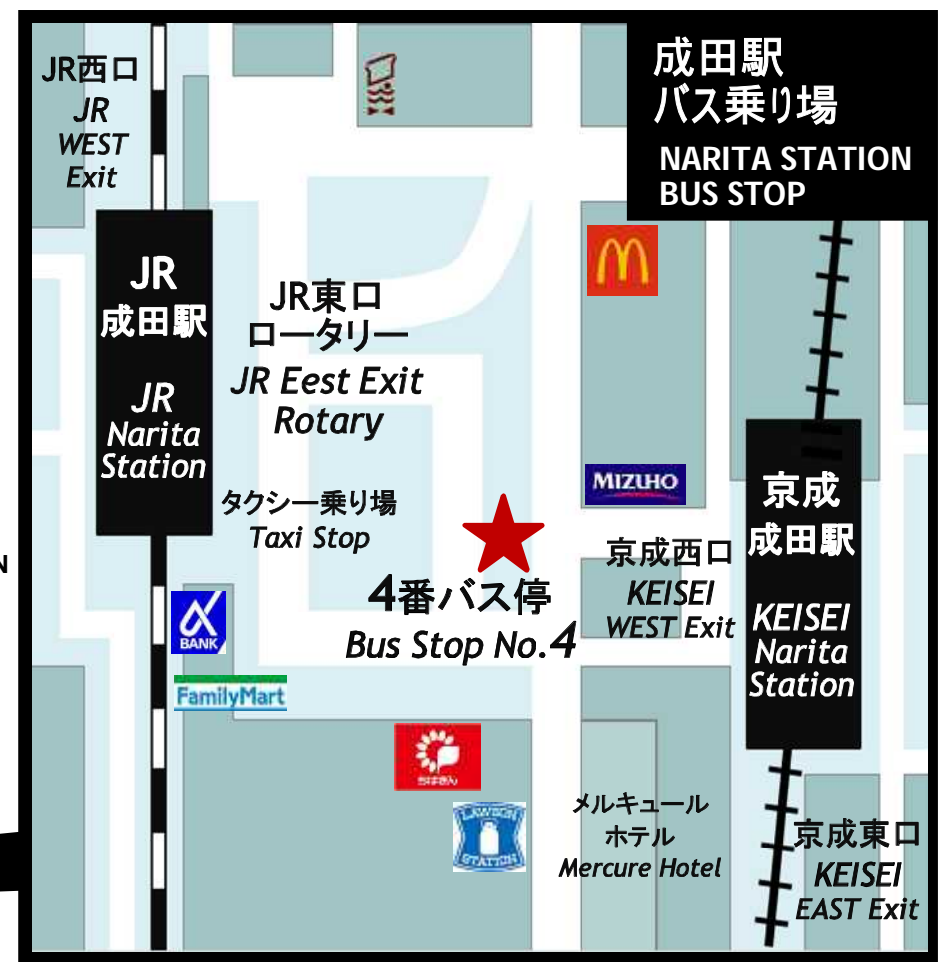 成田駅
バス乗り場
NARITA STATION
BUS STOP
JR西口
JR
WEST
Exit
JR
成田駅
JR
Narita
Station
JR東口
ロータリー
JR Eest Exit
Rotary
タクシー乗り場
Taxi Stop
MIZUHO
4番バス停
Bus Stop No.4
京成西口
KEISEI
WEST Exit
京成
成田駅
KEISEI
Narita
Station
N
BANK
FamilyMart
ちばぎん
LAWSON
STATION
メルキュール
ホテル
Mercure Hotel
京成東口
KEISEI
EAST Exit